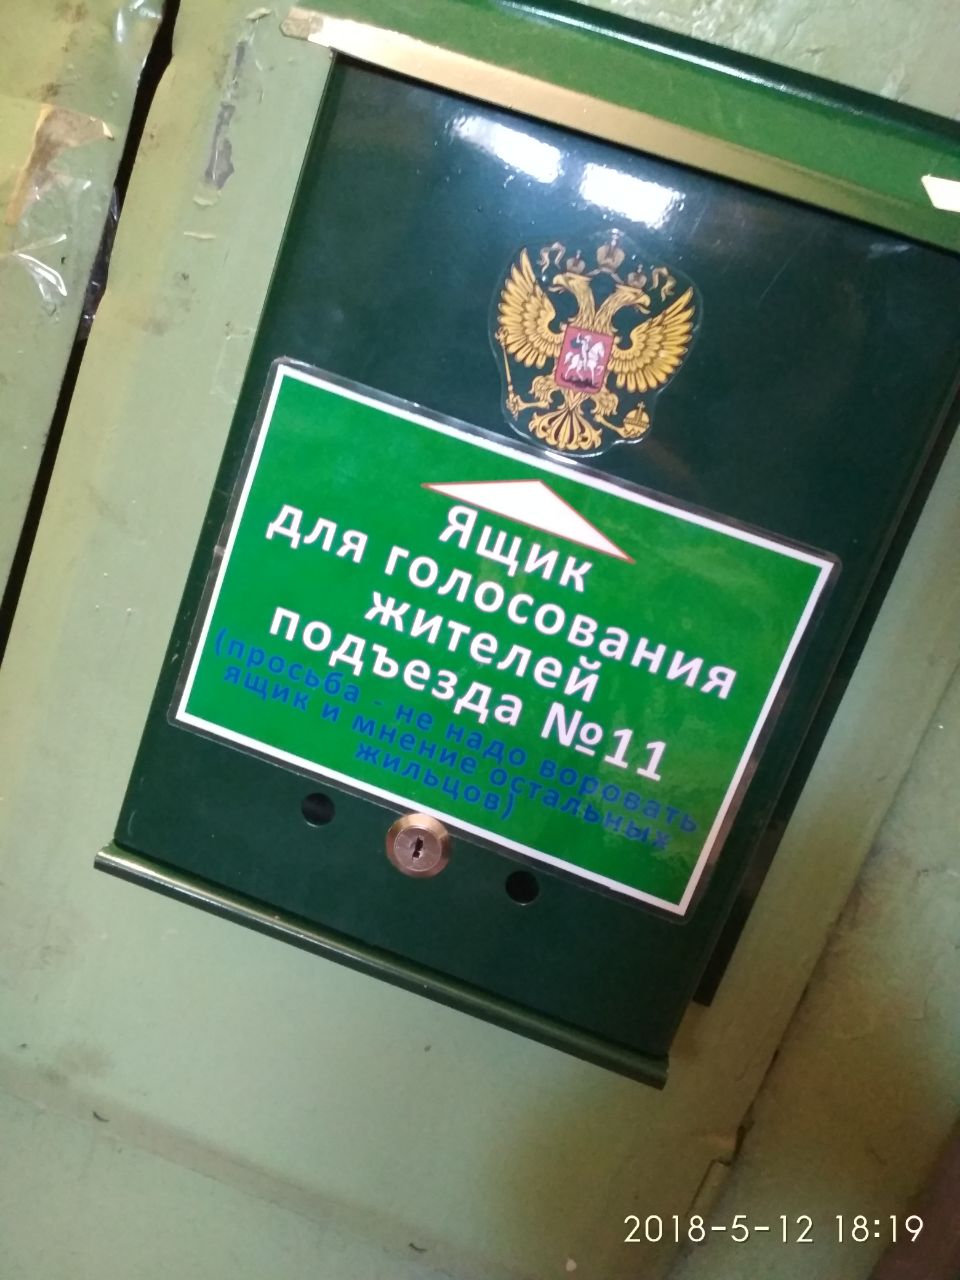 Ящик
для голосования
жителей
подъезда №11
(просьба - не надо воровать
ящик и мнение остальных
жильцов)
2018-5-12 18:19